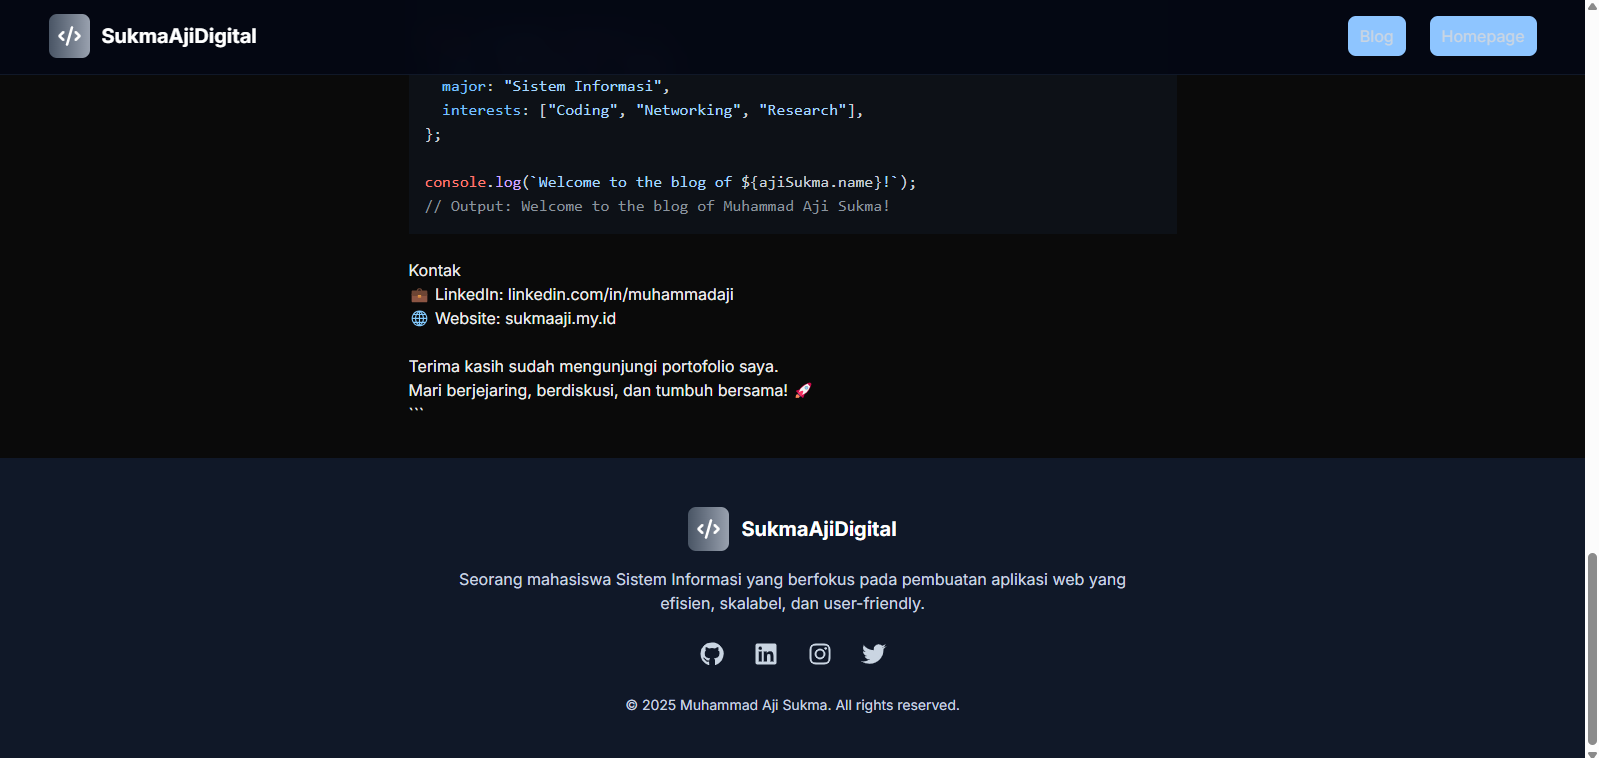 SukmaAjiDigital
Blog
Homepage
major: "Sistem Informasi",
interests: ["Coding", "Networking", "Research"],
};
console.log(`Welcome to the blog of ${ajiSukma.name}!`);
// Output: Welcome to the blog of Muhammad Aji Sukma!
Kontak
💼 LinkedIn: linkedin.com/in/muhammadaji
🌐 Website: sukmaaji.my.id
Terima kasih sudah mengunjungi portofolio saya.
Mari berjejaring, berdiskusi, dan tumbuh bersama! 🚀
```
SukmaAjiDigital
Seorang mahasiswa Sistem Informasi yang berfokus pada pembuatan aplikasi web yang
efisien, skalabel, dan user-friendly.
© 2025 Muhammad Aji Sukma. All rights reserved.